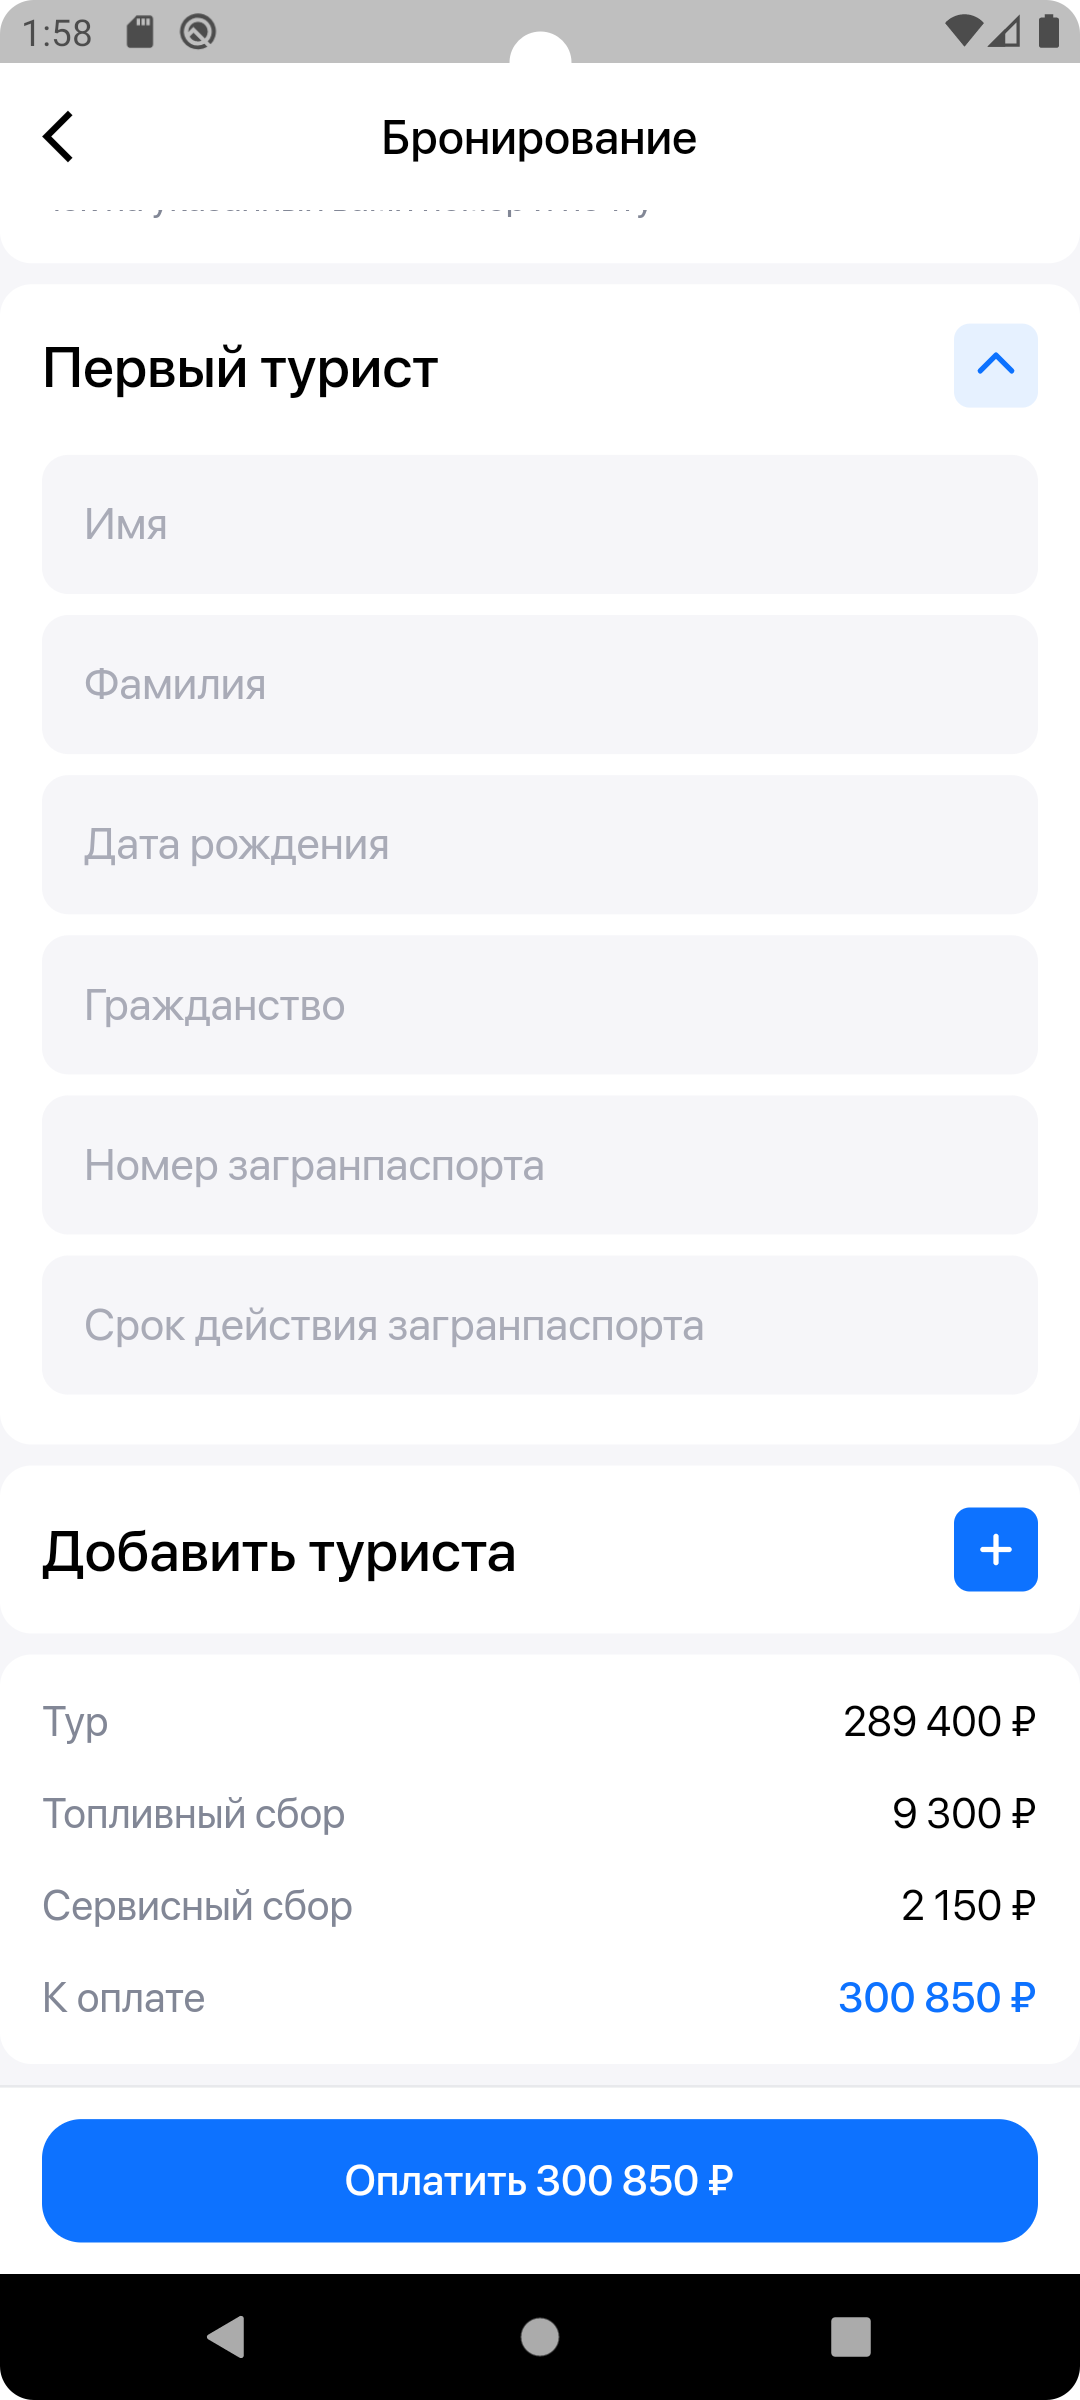 1:58
Бронирование
Первый турист
Имя
Фамилия
Дата рождения
Гражданство
Номер загранпаспорта
Срок действия загранпаспорта
Добавить туриста
Тур 289 400 ₽
Топливный сбор 9 300 ₽
Сервисный сбор 2 150 ₽
К оплате 300 850 ₽
Оплатить 300 850 ₽